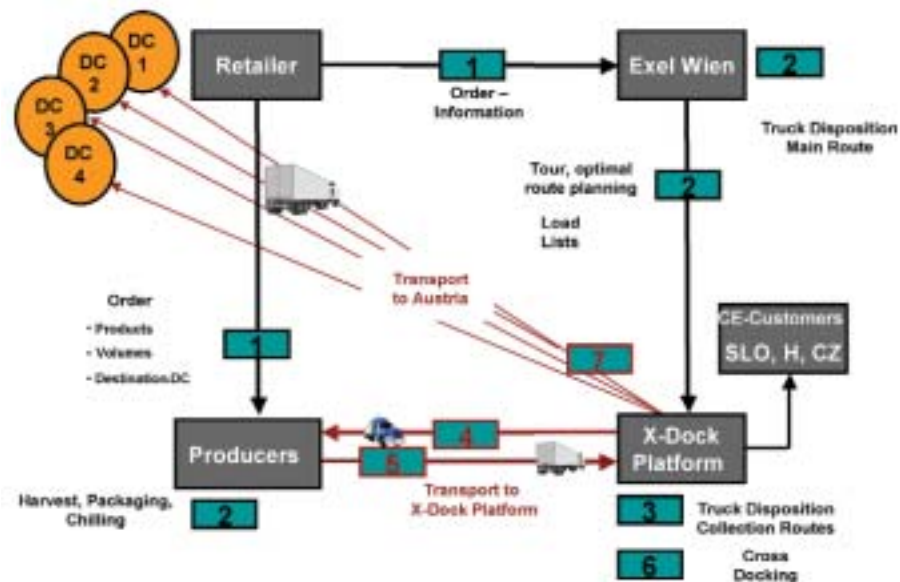 DC
1
DC
2
DC
3
DC
4
Retailer
1
Order –
Information
Exel Wien
2
Truck Disposition
Main Route
Tour, optimal
route planning
2
Load
Lists
Transport
to Austria
Order
- Products
- Volumes
- Destination.DC
1
7
CE-Customers
SLO, H, CZ
Producers
4
5
Transport to
X-Dock Platform
X-Dock
Platform
Harvest, Packaging,
Chilling
2
3
Truck Disposition
Collection Routes
6
Cross
Docking